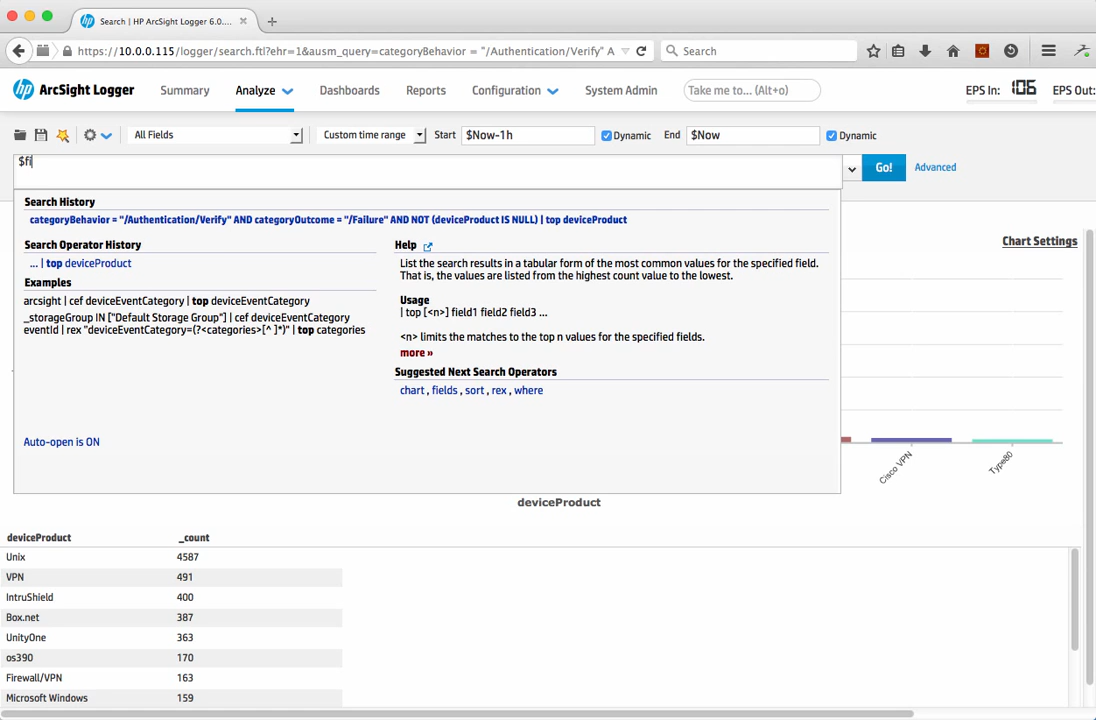 Search | HP ArcSight Logger 6.0....
https://10.0.0.115/logger/search.ftl?ehr=1&ausm_query=categoryBehavior = "/Authentication/Verify" A
Search
hp ArcSight Logger
Summary
Analyze
Dashboards
Reports
Configuration
System Admin
Take me to... (Alt+o)
EPS In: 106
EPS Out:
All Fields
Custom time range
Start
$Now-1h
Dynamic
End
$Now
Dynamic
$fi
Go!
Advanced
Search History
categoryBehavior = "/Authentication/Verify" AND categoryOutcome = "/Failure" AND NOT (deviceProduct IS NULL) | top deviceProduct
Search Operator History
... | top deviceProduct
Examples
arcsight | cef deviceEventCategory | top deviceEventCategory
_storageGroup IN ["Default Storage Group"] | cef deviceEventCategory
eventId | rex "deviceEventCategory=(?<categories>[^ ]*)" | top categories
Auto-open is ON
Help
List the search results in a tabular form of the most common values for the specified field.
That is, the values are listed from the highest count value to the lowest.
Usage
| top [<n>] field1 field2 field3 ...
<n> limits the matches to the top n values for the specified fields.
more »
Suggested Next Search Operators
chart , fields , sort , rex , where
Chart Settings
Cisco VPN
Type80
deviceProduct
deviceProduct _count
Unix 4587
VPN 491
IntruShield 400
Box.net 387
UnityOne 363
os390 170
Firewall/VPN 163
Microsoft Windows 159